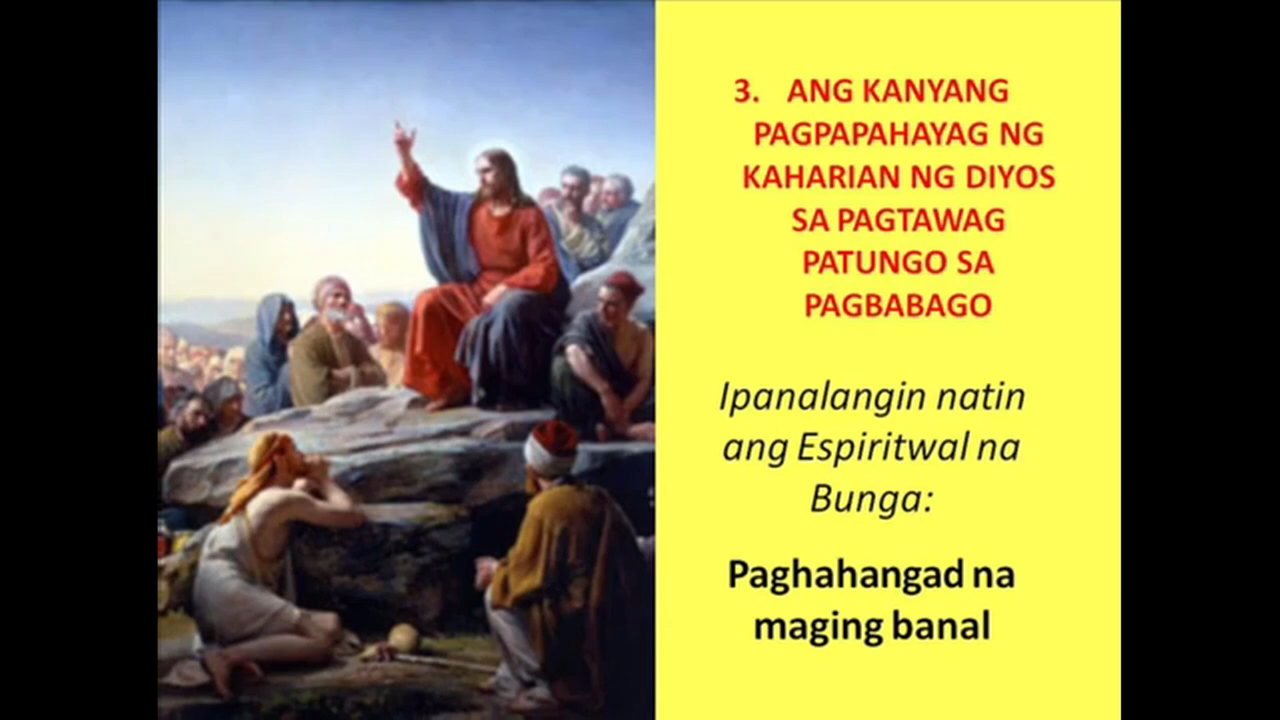 3. ANG KANYANG
PAGPAPAHAYAG NG
KAHARIAN NG DIYOS
SA PAGTAWAG
PATUNGO SA
PAGBABAGO
Ipanalangin natin
ang Espiritwal na
Bunga:
Paghahangad na
maging banal